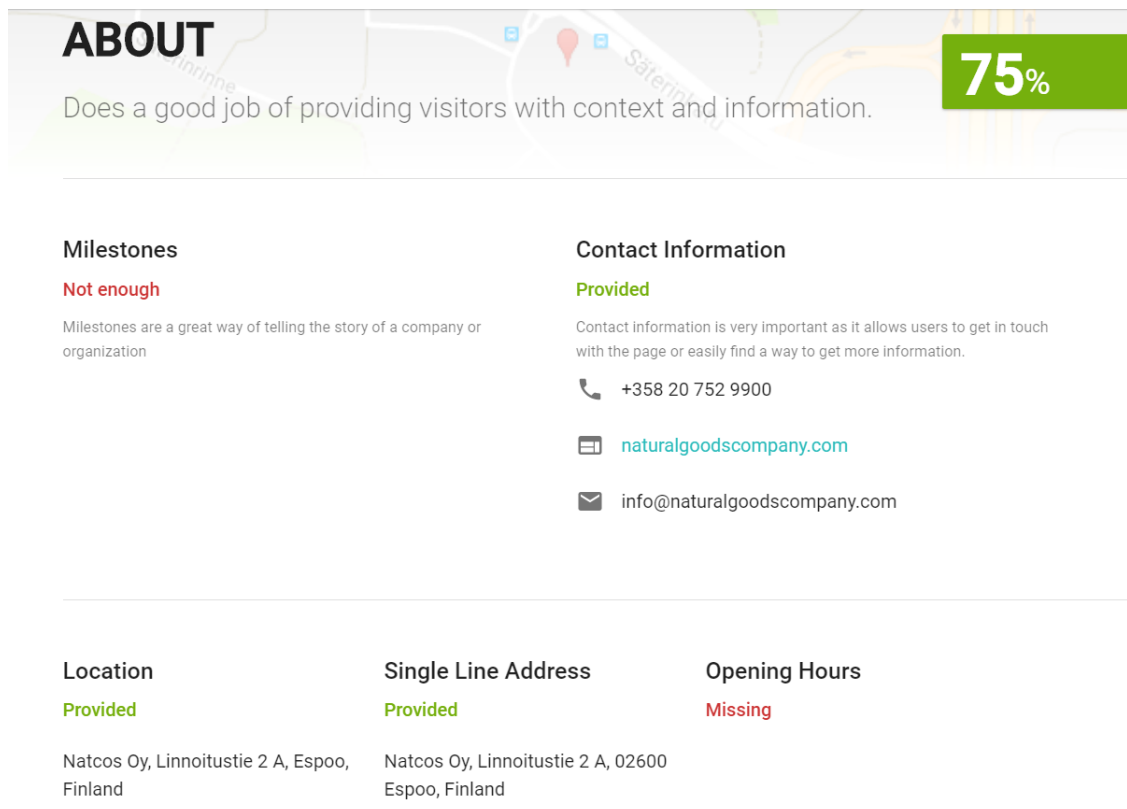 ABOUT
75%
Does a good job of providing visitors with context and information.
Säterinkatu
Milestones
Not enough
Milestones are a great way of telling the story of a company or
organization
Contact Information
Provided
Contact information is very important as it allows users to get in touch
with the page or easily find a way to get more information.
+358 20 752 9900
naturalgoodscompany.com
info@naturalgoodscompany.com
Location
Provided
Natcos Oy, Linnoitustie 2 A, Espoo,
Finland
Single Line Address
Provided
Natcos Oy, Linnoitustie 2 A, 02600
Espoo, Finland
Opening Hours
Missing